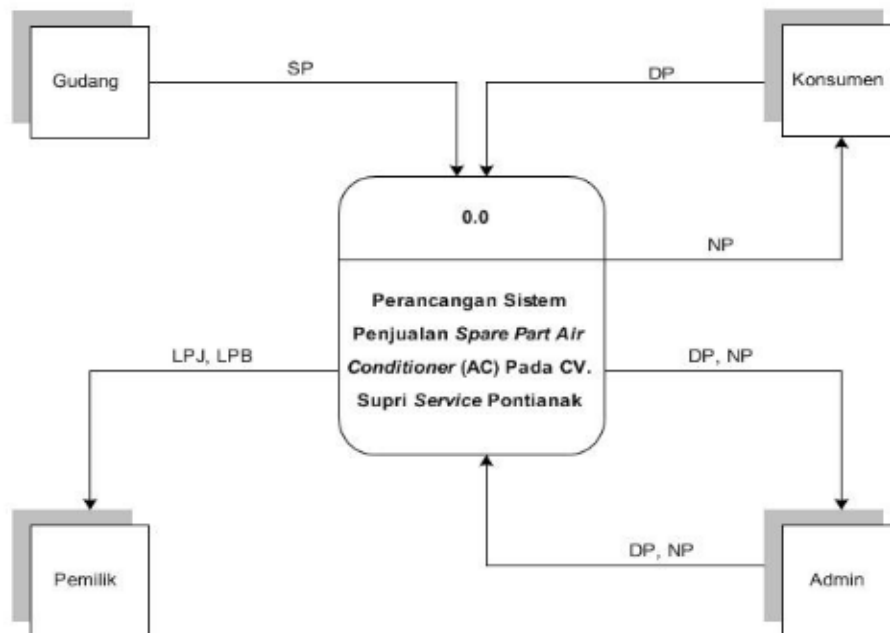 SP
DP
Gudang
Konsumen
0.0
NP
Perancangan Sistem
Penjualan Spare Part Air
Conditioner (AC) Pada CV.
Supri Service Pontianak
LPJ, LPB
DP, NP
DP, NP
Pemilik
Admin